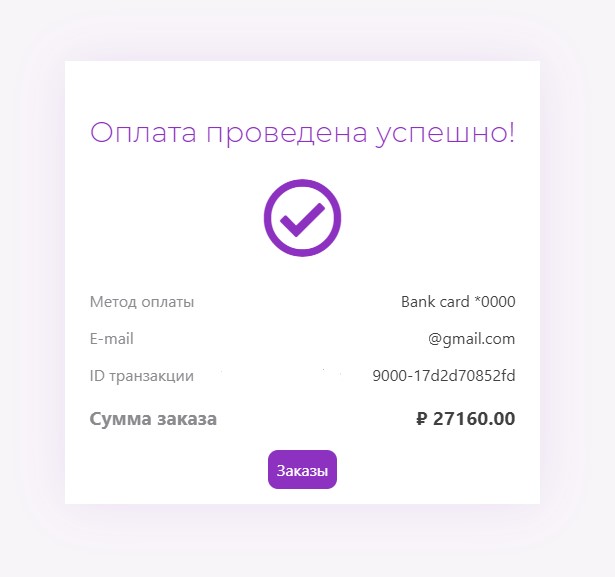 Оплата проведена успешно!
Метод оплаты Bank card *0000
E-mail @gmail.com
ID транзакции 9000-17d2d70852fd
Сумма заказа ₽ 27160.00
Заказы